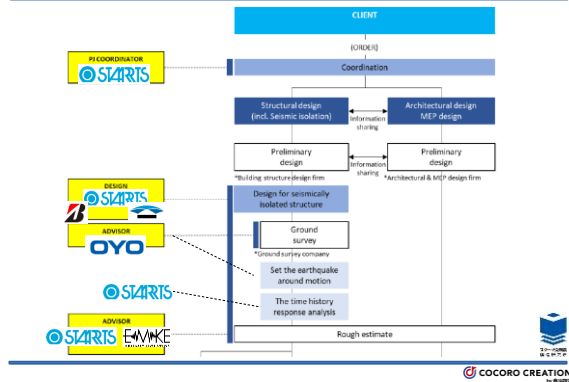 CLIENT
(ORDER)
PJ COORDINATOR
STARTS
Coordination
Structural design
(incl. Seismic isolation)
Information
sharing
Architectural design
MEP design
Preliminary
design
Information
sharing
Preliminary
design
*Building structure design firm
*Architectural & MEP design firm
DESIGN
STARTS
Design for seismically
isolated structure
ADVISOR
OYO
Ground
survey
*Ground survey company
Set the earthquake
around motion
STARTS
The time history
response analysis
ADVISOR
STARTS
Rough estimate
COCORO CREATION